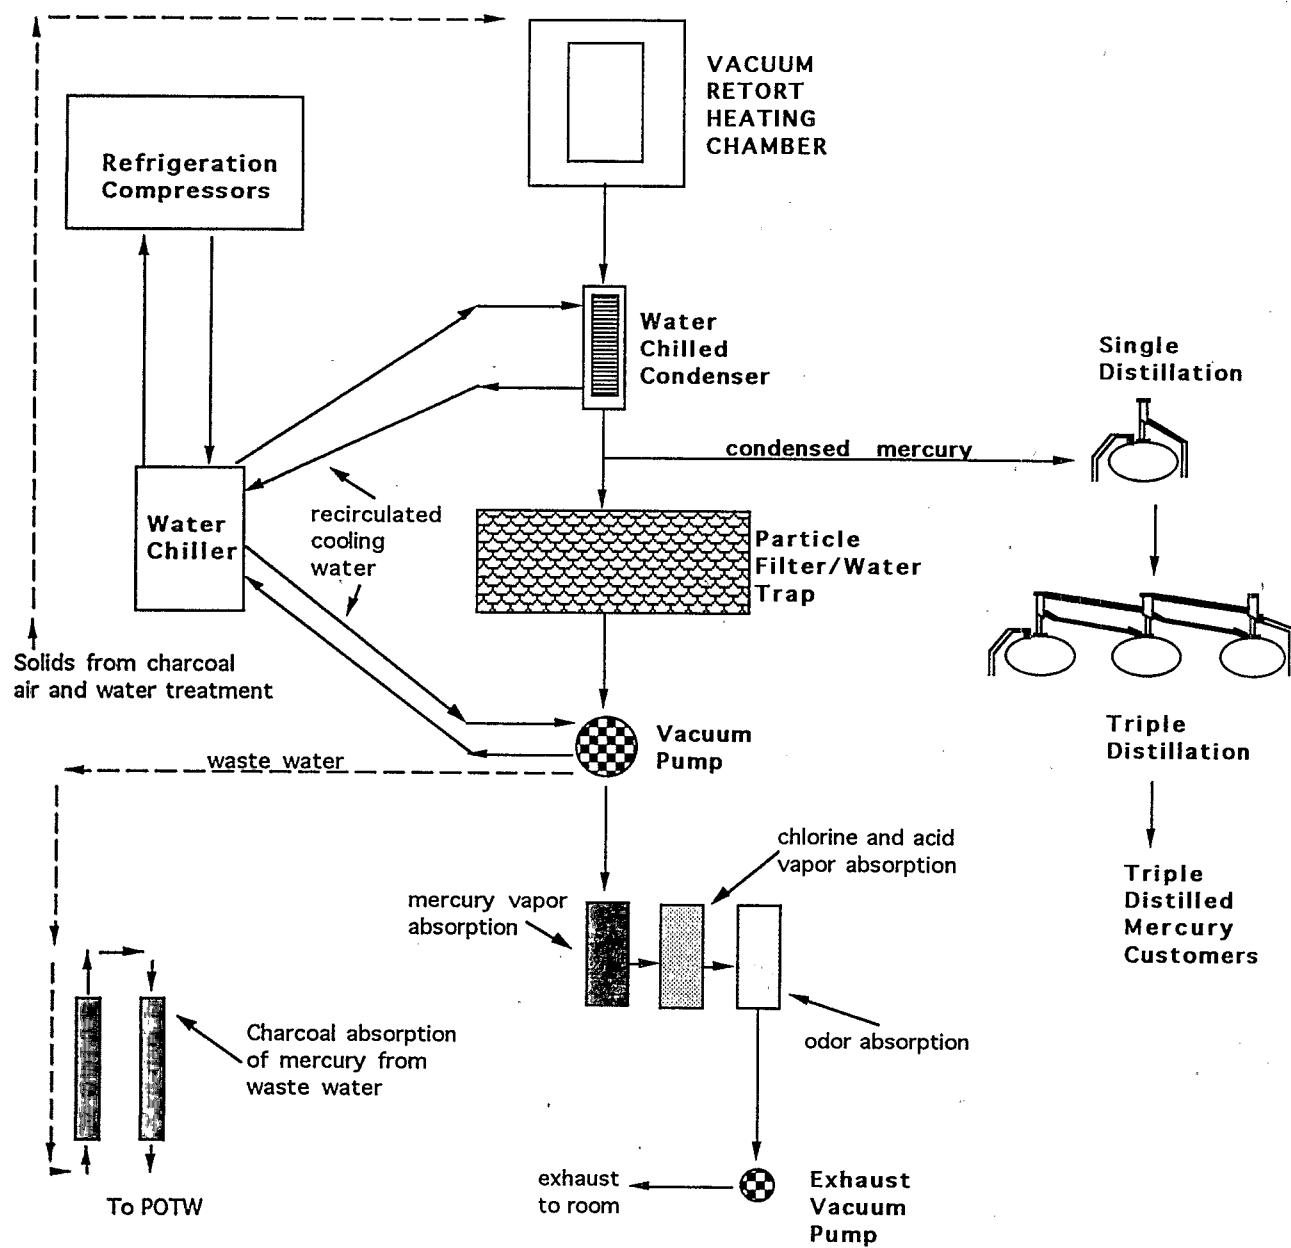 VACUUM
RETORT
HEATING
CHAMBER
Refrigeration
Compressors
Water
Chilled
Condenser
Single
Distillation
condensed mercury
Water
Chiller
recirculated
cooling
water
Particle
Filter/Water
Trap
Solids from charcoal
air and water treatment
Triple
Distillation
Vacuum
Pump
waste water
chlorine and acid
vapor absorption
mercury vapor
absorption
Triple
Distilled
Mercury
Customers
Charcoal absorption
of mercury from
waste water
odor absorption
exhaust
to room
Exhaust
Vacuum
Pump
To POTW